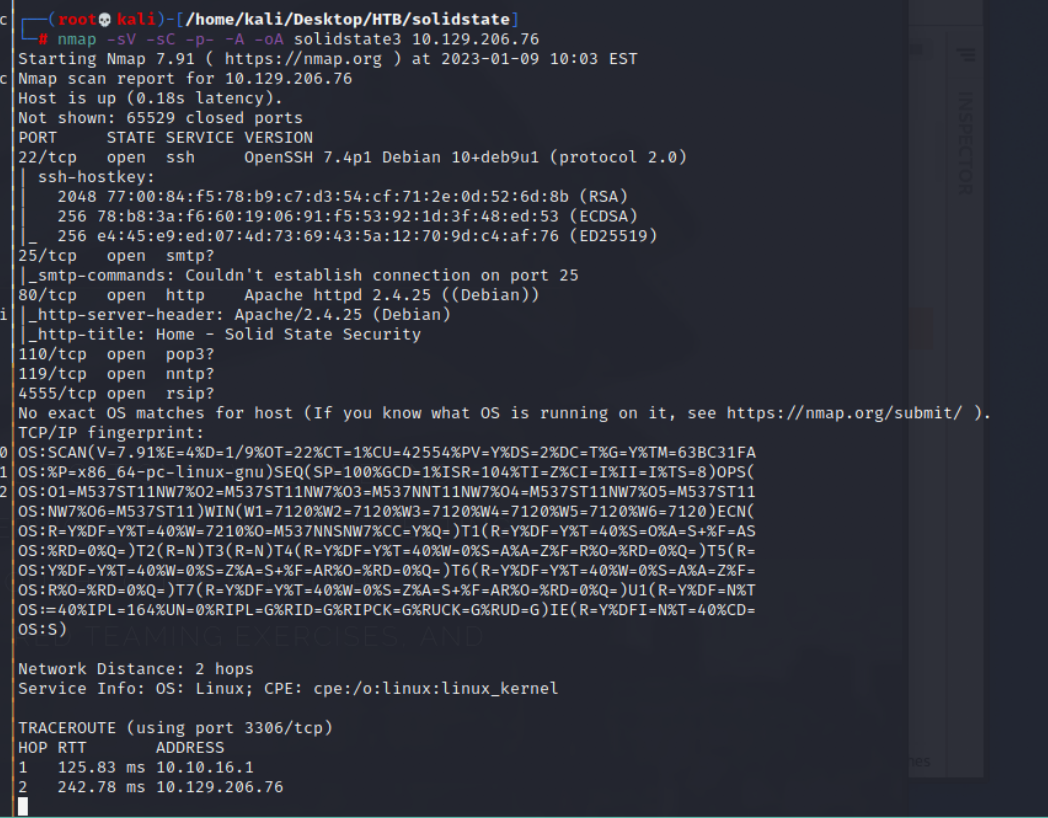 ┌──(root💀kali)-[/home/kali/Desktop/HTB/solidstate]
└─# nmap -sV -sC -p- -A -oA solidstate3 10.129.206.76
Starting Nmap 7.91 ( https://nmap.org ) at 2023-01-09 10:03 EST
Nmap scan report for 10.129.206.76
Host is up (0.18s latency).
Not shown: 65529 closed ports
PORT     STATE SERVICE VERSION
22/tcp   open  ssh     OpenSSH 7.4p1 Debian 10+deb9u1 (protocol 2.0)
| ssh-hostkey:
|   2048 77:00:84:f5:78:b9:c7:d3:54:cf:71:2e:0d:52:6d:8b (RSA)
|   256 78:b8:3a:f6:60:19:06:91:f5:53:92:1d:3f:48:ed:53 (ECDSA)
|_  256 e4:45:e9:ed:07:4d:73:69:43:5a:12:70:9d:c4:af:76 (ED25519)
25/tcp   open  smtp?
|_smtp-commands: Couldn't establish connection on port 25
80/tcp   open  http    Apache httpd 2.4.25 ((Debian))
|_http-server-header: Apache/2.4.25 (Debian)
|_http-title: Home - Solid State Security
110/tcp  open  pop3?
119/tcp  open  nntp?
4555/tcp open  rsip?
No exact OS matches for host (If you know what OS is running on it, see https://nmap.org/submit/ ).
TCP/IP fingerprint:
OS:SCAN(V=7.91%E=4%D=1/9%OT=22%CT=1%CU=42554%PV=Y%DS=2%DC=T%G=Y%TM=63BC31FA
OS:%P=x86_64-pc-linux-gnu)SEQ(SP=100%GCD=1%ISR=104%TI=Z%CI=I%II=I%TS=8)OPS(
OS:O1=M537ST11NW7%O2=M537ST11NW7%O3=M537NNT11NW7%O4=M537ST11NW7%O5=M537ST11
OS:NW7%O6=M537ST11)WIN(W1=7120%W2=7120%W3=7120%W4=7120%W5=7120%W6=7120)ECN(
OS:R=Y%DF=Y%T=40%W=7210%O=M537NNSNW7%CC=Y%Q=)T1(R=Y%DF=Y%T=40%S=O%A=S+%F=AS
OS:%RD=0%Q=)T2(R=N)T3(R=N)T4(R=Y%DF=Y%T=40%W=0%S=A%A=Z%F=R%O=%RD=0%Q=)T5(R=
OS:Y%DF=Y%T=40%W=0%S=Z%A=S+%F=AR%O=%RD=0%Q=)T6(R=Y%DF=Y%T=40%W=0%S=A%A=Z%F=
OS:R%O=%RD=0%Q=)T7(R=Y%DF=Y%T=40%W=0%S=Z%A=S+%F=AR%O=%RD=0%Q=)U1(R=Y%DF=N%T
OS:=40%IPL=164%UN=0%RIPL=G%RID=G%RIPCK=G%RUCK=G%RUD=G)IE(R=Y%DFI=N%T=40%CD=
OS:S)
TEAMING EXERCISES, AND
Network Distance: 2 hops
Service Info: OS: Linux; CPE: cpe:/o:linux:linux_kernel
TRACEROUTE (using port 3306/tcp)
HOP RTT       ADDRESS
1   125.83 ms 10.10.16.1
2   242.78 ms 10.129.206.76
INSPECTOR